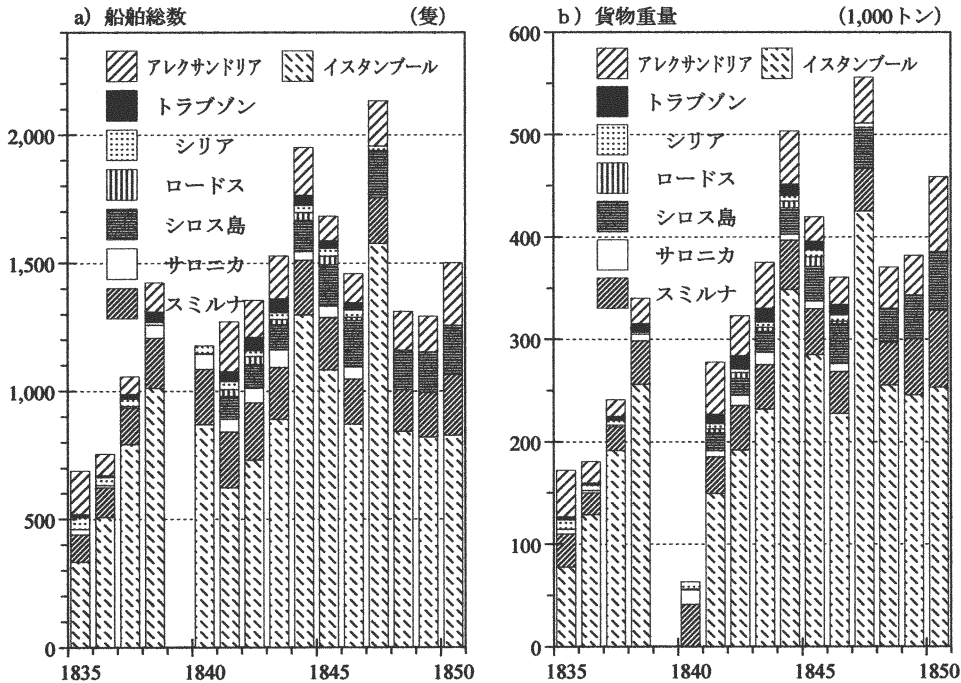 a）船舶総数 （隻）
アレクサンドリア イスタンブール
トラブゾン
シリア
ロードス
シロス島
サロニカ
スミルナ
2,000
1,500
1,000
500
0
1835 1840 1845 1850
b）貨物重量 （1,000トン）
アレクサンドリア イスタンブール
トラブゾン
シリア
ロードス
シロス島
サロニカ
スミルナ
600
500
400
300
200
100
0
1835 1840 1845 1850